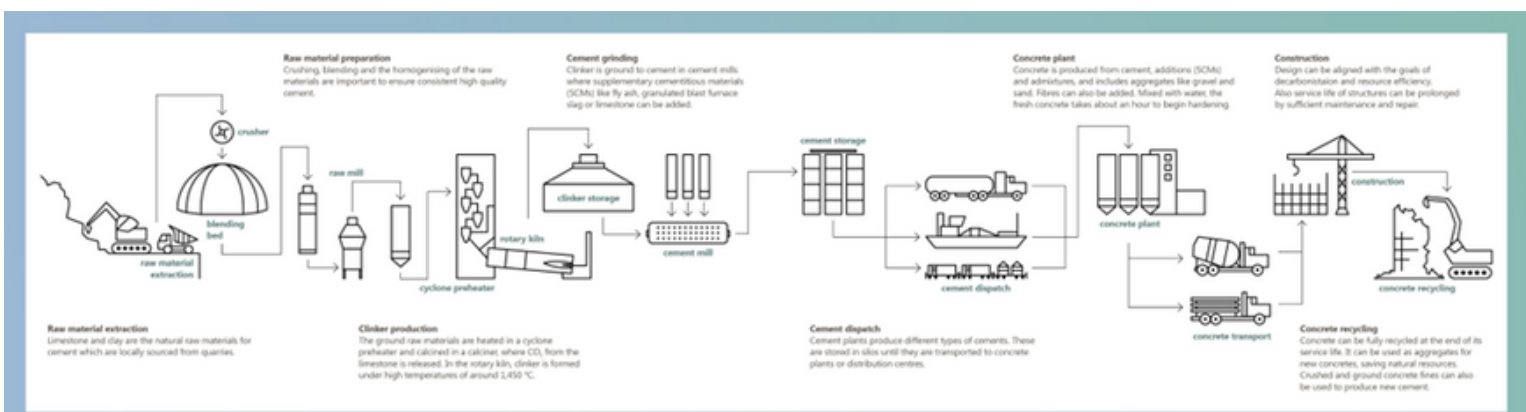 Raw material preparation
Crushing, blending and the homogenising of the raw
materials are important to ensure consistent high quality
cement.
Cement grinding
Clinker is ground to cement in cement mills
where supplementary cementitious materials
(SCMs) like fly ash, granulated blast furnace
slag or limestone can be added.
Concrete plant
Concrete is produced from cement, additions (SCMs)
and admixtures, and includes aggregates like gravel and
sand. Fibres can also be added. Mixed with water, the
fresh concrete takes about an hour to begin hardening.
Construction
Design can be aligned with the goals of
decarbonistaion and resource efficiency.
Also service life of structures can be prolonged
by sufficient maintenance and repair.
crusher
blending
bed
raw material
extraction
raw mill
cyclone preheater
rotary kiln
clinker storage
cement mill
cement storage
cement dispatch
concrete plant
concrete transport
construction
concrete recycling
Raw material extraction
Limestone and clay are the natural raw materials for
cement which are locally sourced from quarries.
Clinker production
The ground raw materials are heated in a cyclone
preheater and calcined in a calciner, where CO₂ from the
limestone is released. In the rotary kiln, clinker is formed
under high temperatures of around 1,450 °C.
Cement dispatch
Cement plants produce different types of cements. These
are stored in silos until they are transported to concrete
plants or distribution centres.
Concrete recycling
Concrete can be fully recycled at the end of its
service life. It can be used as aggregates for
new concretes, saving natural resources.
Crushed and ground concrete fines can also
be used to produce new cement.